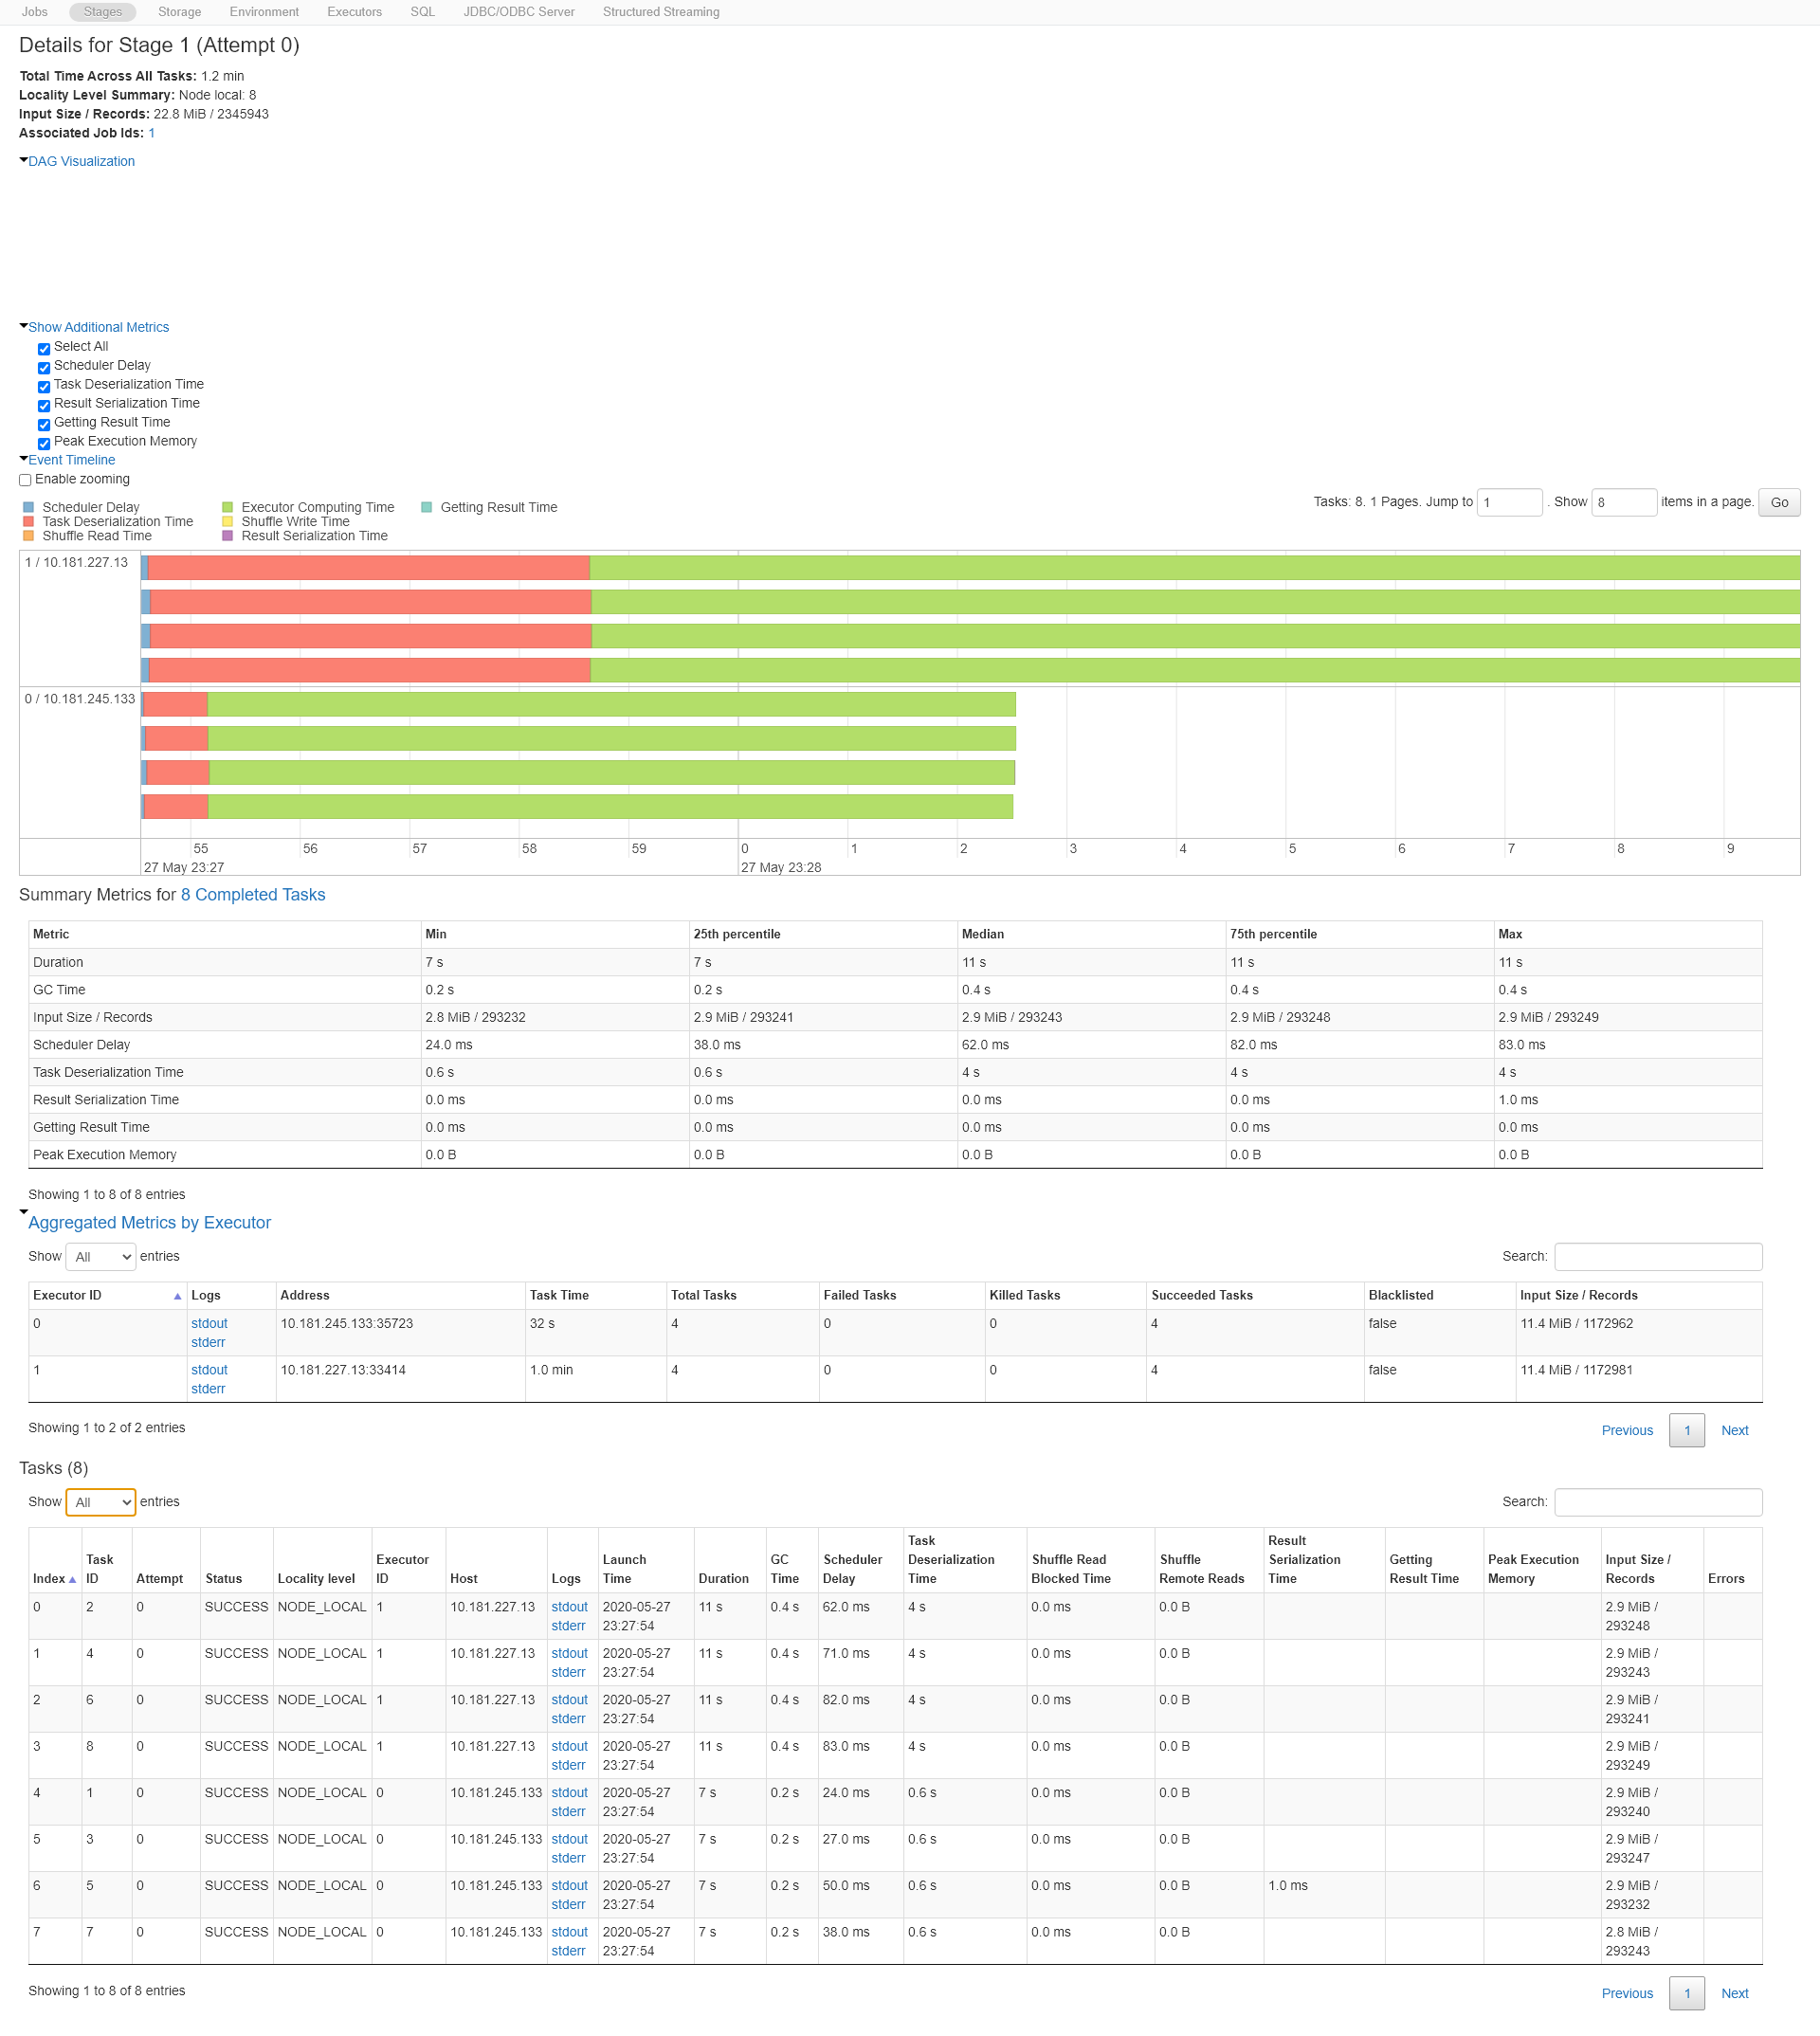 Jobs Stages Storage Environment Executors SQL JDBC/ODBC Server Structured Streaming
Details for Stage 1 (Attempt 0)
Total Time Across All Tasks: 1.2 min
Locality Level Summary: Node local: 8
Input Size / Records: 22.8 MiB / 2345943
Associated Job Ids: 1
DAG Visualization
Show Additional Metrics
Select All
Scheduler Delay
Task Deserialization Time
Result Serialization Time
Getting Result Time
Peak Execution Memory
Event Timeline
Enable zooming
Tasks: 8. 1 Pages. Jump to 1 . Show 8 items in a page. Go
Scheduler Delay Executor Computing Time Getting Result Time
Task Deserialization Time Shuffle Write Time
Shuffle Read Time Result Serialization Time
1 / 10.181.227.13
0 / 10.181.245.133
55 56 57 58 59 0 1 2 3 4 5 6 7 8 9
27 May 23:27 27 May 23:28
Summary Metrics for 8 Completed Tasks
Metric Min 25th percentile Median 75th percentile Max
Duration 7 s 7 s 11 s 11 s 11 s
GC Time 0.2 s 0.2 s 0.4 s 0.4 s 0.4 s
Input Size / Records 2.8 MiB / 293232 2.9 MiB / 293241 2.9 MiB / 293243 2.9 MiB / 293248 2.9 MiB / 293249
Scheduler Delay 24.0 ms 38.0 ms 62.0 ms 82.0 ms 83.0 ms
Task Deserialization Time 0.6 s 0.6 s 4 s 4 s 4 s
Result Serialization Time 0.0 ms 0.0 ms 0.0 ms 0.0 ms 1.0 ms
Getting Result Time 0.0 ms 0.0 ms 0.0 ms 0.0 ms 0.0 ms
Peak Execution Memory 0.0 B 0.0 B 0.0 B 0.0 B 0.0 B
Showing 1 to 8 of 8 entries
Aggregated Metrics by Executor
Show All entries Search:
Executor ID Logs Address Task Time Total Tasks Failed Tasks Killed Tasks Succeeded Tasks Blacklisted Input Size / Records
0 stdout 10.181.245.133:35723 32 s 4 0 0 4 false 11.4 MiB / 1172962
stderr
1 stdout 10.181.227.13:33414 1.0 min 4 0 0 4 false 11.4 MiB / 1172981
stderr
Showing 1 to 2 of 2 entries Previous 1 Next
Tasks (8)
Show All entries Search:
Task Result
Task Executor Launch GC Scheduler Deserialization Shuffle Read Shuffle Serialization Getting Peak Execution Input Size /
Index ID Attempt Status Locality level ID Host Logs Time Duration Time Delay Time Blocked Time Remote Reads Time Result Time Memory Records Errors
0 2 0 SUCCESS NODE_LOCAL 1 10.181.227.13 stdout 2020-05-27 11 s 0.4 s 62.0 ms 4 s 0.0 ms 0.0 B 2.9 MiB /
stderr 23:27:54 293248
1 4 0 SUCCESS NODE_LOCAL 1 10.181.227.13 stdout 2020-05-27 11 s 0.4 s 71.0 ms 4 s 0.0 ms 0.0 B 2.9 MiB /
stderr 23:27:54 293243
2 6 0 SUCCESS NODE_LOCAL 1 10.181.227.13 stdout 2020-05-27 11 s 0.4 s 82.0 ms 4 s 0.0 ms 0.0 B 2.9 MiB /
stderr 23:27:54 293241
3 8 0 SUCCESS NODE_LOCAL 1 10.181.227.13 stdout 2020-05-27 11 s 0.4 s 83.0 ms 4 s 0.0 ms 0.0 B 2.9 MiB /
stderr 23:27:54 293249
4 1 0 SUCCESS NODE_LOCAL 0 10.181.245.133 stdout 2020-05-27 7 s 0.2 s 24.0 ms 0.6 s 0.0 ms 0.0 B 2.9 MiB /
stderr 23:27:54 293240
5 3 0 SUCCESS NODE_LOCAL 0 10.181.245.133 stdout 2020-05-27 7 s 0.2 s 27.0 ms 0.6 s 0.0 ms 0.0 B 2.9 MiB /
stderr 23:27:54 293247
6 5 0 SUCCESS NODE_LOCAL 0 10.181.245.133 stdout 2020-05-27 7 s 0.2 s 50.0 ms 0.6 s 0.0 ms 0.0 B 1.0 ms 2.9 MiB /
stderr 23:27:54 293232
7 7 0 SUCCESS NODE_LOCAL 0 10.181.245.133 stdout 2020-05-27 7 s 0.2 s 38.0 ms 0.6 s 0.0 ms 0.0 B 2.8 MiB /
stderr 23:27:54 293243
Showing 1 to 8 of 8 entries Previous 1 Next